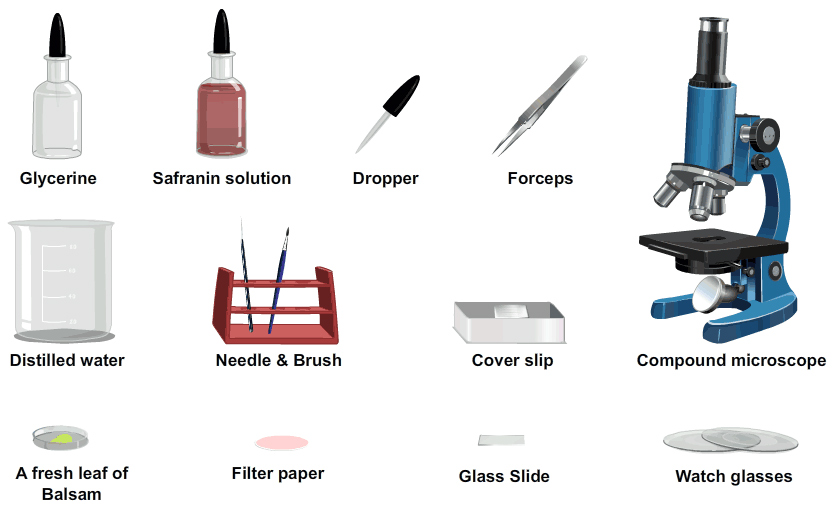 Glycerine
Safranin solution
Dropper
Forceps
Distilled water
Needle & Brush
Cover slip
Compound microscope
A fresh leaf of
Balsam
Filter paper
Glass Slide
Watch glasses